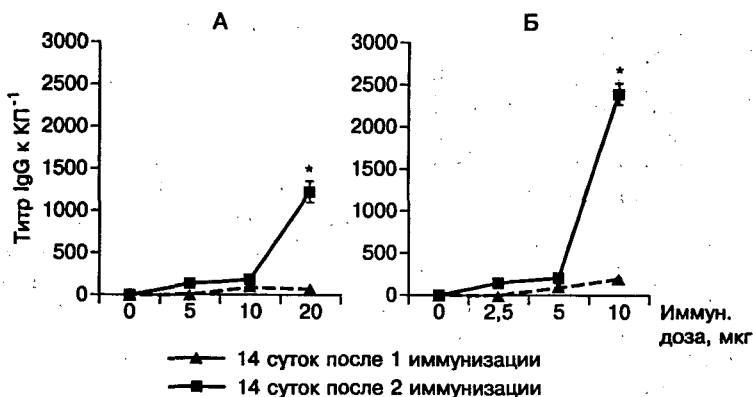 А
Б
Титр IgG к КП⁻¹
3000
2500
2000
1500
1000
500
0
*
0 5 10 20
3000
2500
2000
1500
1000
500
0
*
0 2,5 5 10
Иммун.
доза, мкг
14 суток после 1 иммунизации
14 суток после 2 иммунизации